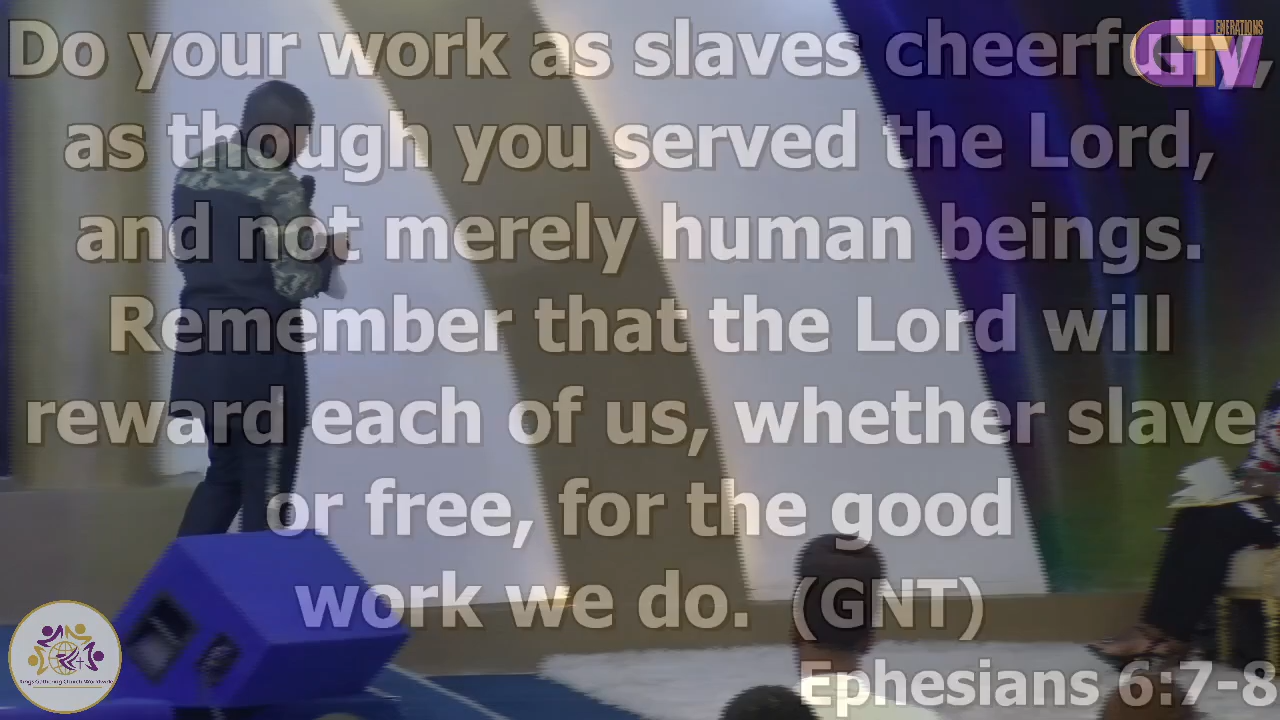 Do your work as slaves cheerfully,
as though you served the Lord,
and not merely human beings.
Remember that the Lord will
reward each of us, whether slave
or free, for the good
work we do. (GNT)
Ephesians 6:7-8
GTV
ENERATIONS